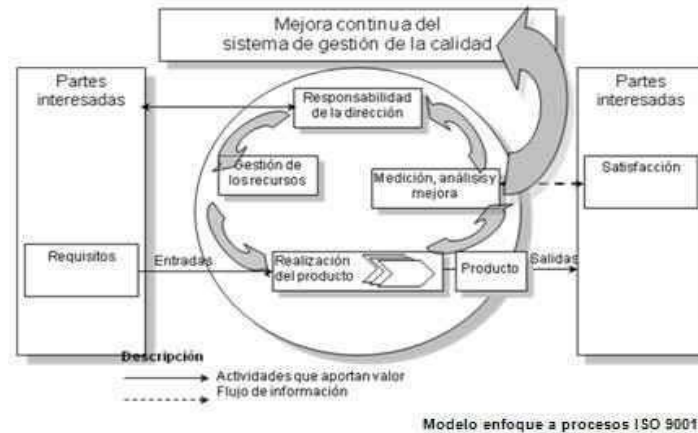 Mejora continua del
sistema de gestión de la calidad
Partes
interesadas
Partes
interesadas
Responsabilidad
de la dirección
Gestión de
los recursos
Medición, análisis y
mejora
Satisfacción
Requisitos
Entradas
Realización
del producto
Producto
Salidas
Descripción
Actividades que aportan valor
Flujo de información
Modelo enfoque a procesos ISO 9001